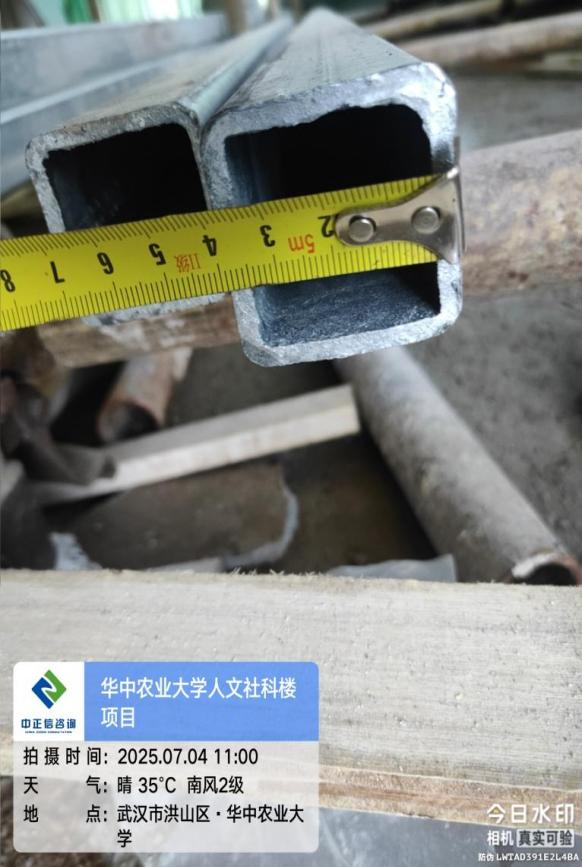 8 7 6 5 II级 4 3 5m 2
中正信咨询
华中农业大学人文社科楼
项目
拍摄时间: 2025.07.04 11:00
天气: 晴 35°C 南风2级
地点: 武汉市洪山区·华中农业大
学
今日水印
相机 真实可验
防伪 LWTAD391E2L4BA